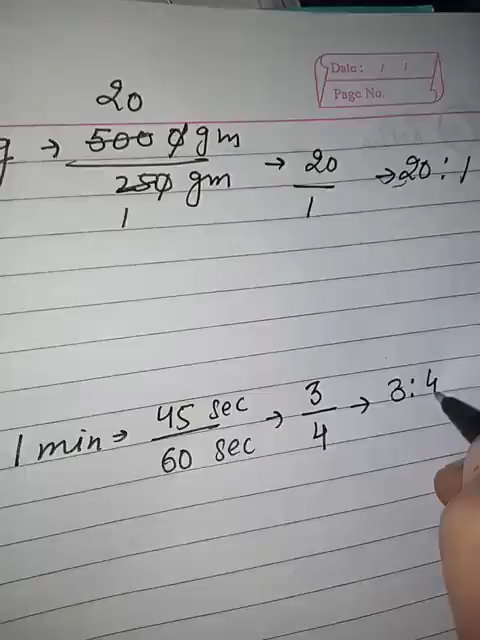 Date: / /
Page No.
20
g → 5000 gm
250 gm
1
→ 20
1
→ 20 : 1
1 min → 45 sec
60 sec
→ 3
4
→ 3 : 4